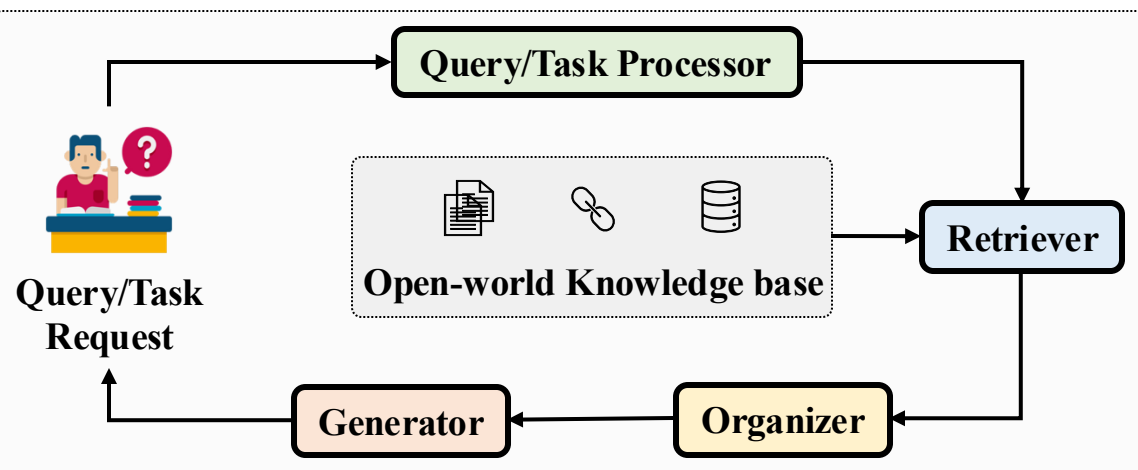 Query/Task Processor
?
Open-world Knowledge base
Retriever
Query/Task
Request
Generator
Organizer